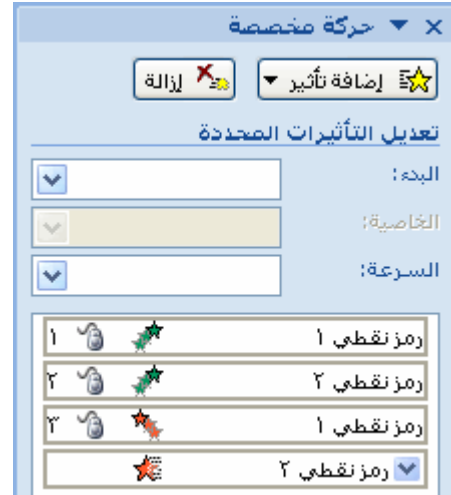 حركة مخصصة
إضافة تأثير إزالة
تعديل التأثيرات المحددة
البدء:
الخاصية:
السرعة:
رمز نقطي ١ ١
رمز نقطي ٢ ٢
رمز نقطي ١ ٣
رمز نقطي ٢